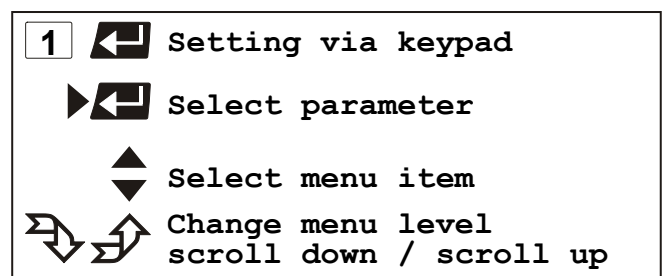 1 Setting via keypad
Select parameter
Select menu item
Change menu level
scroll down / scroll up